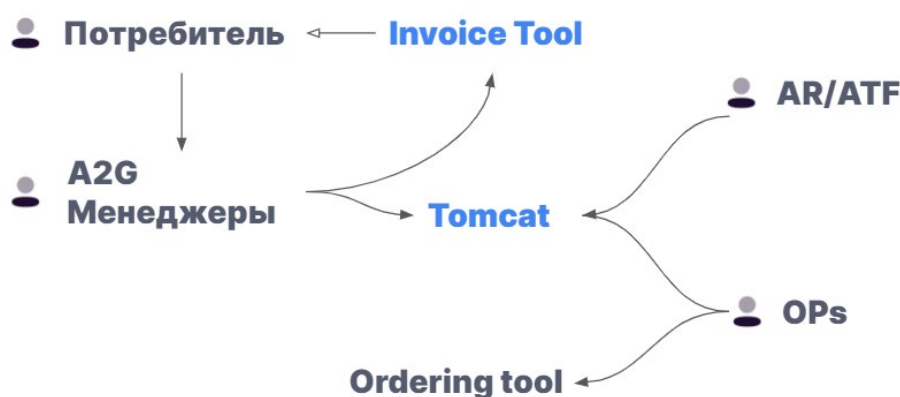 Потребитель
Invoice Tool
AR/ATF
A2G
Менеджеры
Tomcat
OPs
Ordering tool